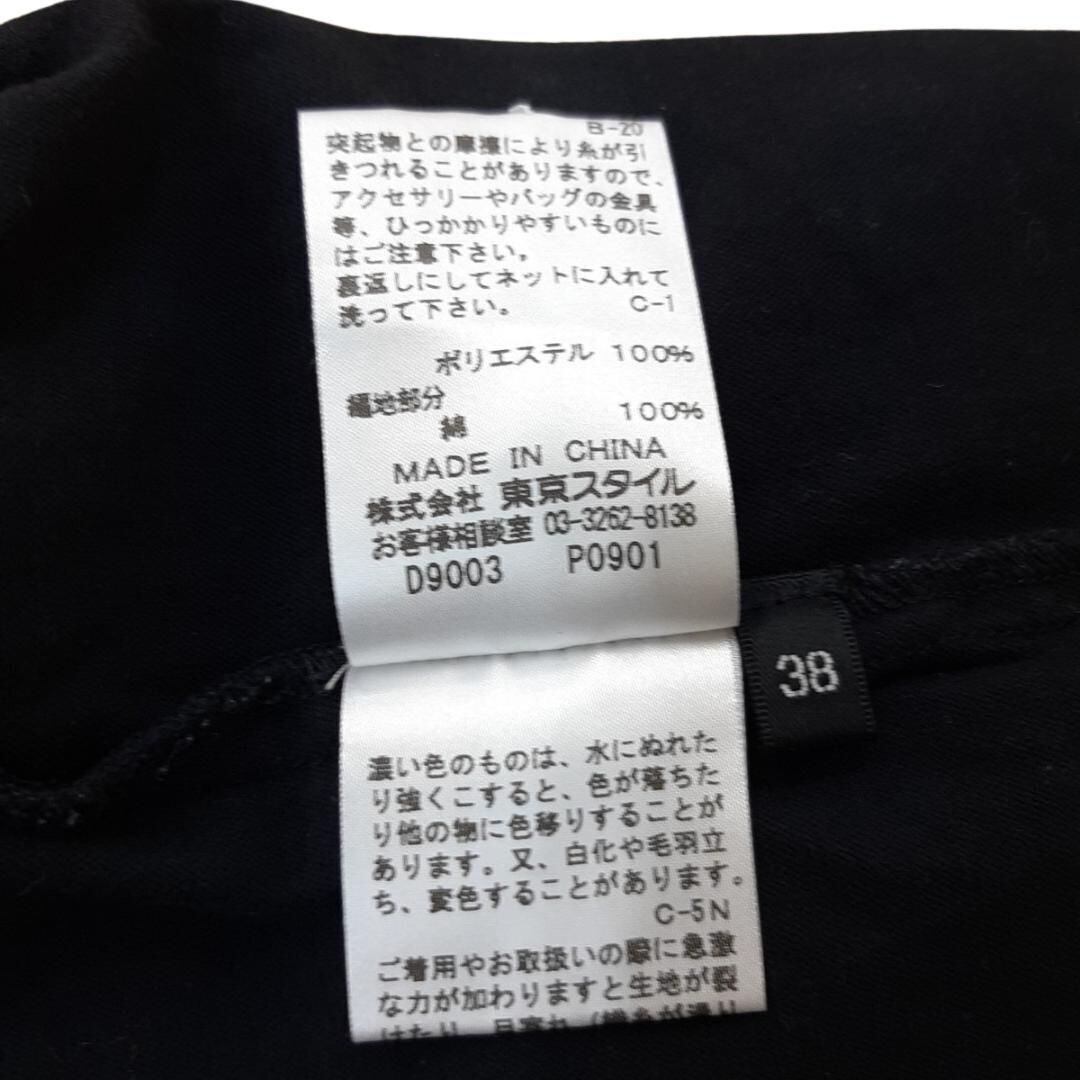 B-20
突起物との摩擦により糸が引
きつれることがありますので、
アクセサリーやバッグの金具
等、ひっかかりやすいものに
はご注意下さい。
裏返しにしてネットに入れて
洗って下さい。 C-1
ポリエステル 100%
編地部分
綿 100%
MADE IN CHINA
株式会社 東京スタイル
お客様相談室 03-3262-8138
D9003 P0901
38
濃い色のものは、水にぬれた
り強くこすると、色が落ちた
り他の物に色移りすることが
あります。又、白化や毛羽立
ち、変色することがあります。
C-5N
ご着用やお取扱いの際に急激
な力が加わりますと生地が裂
けたり、目寄れ